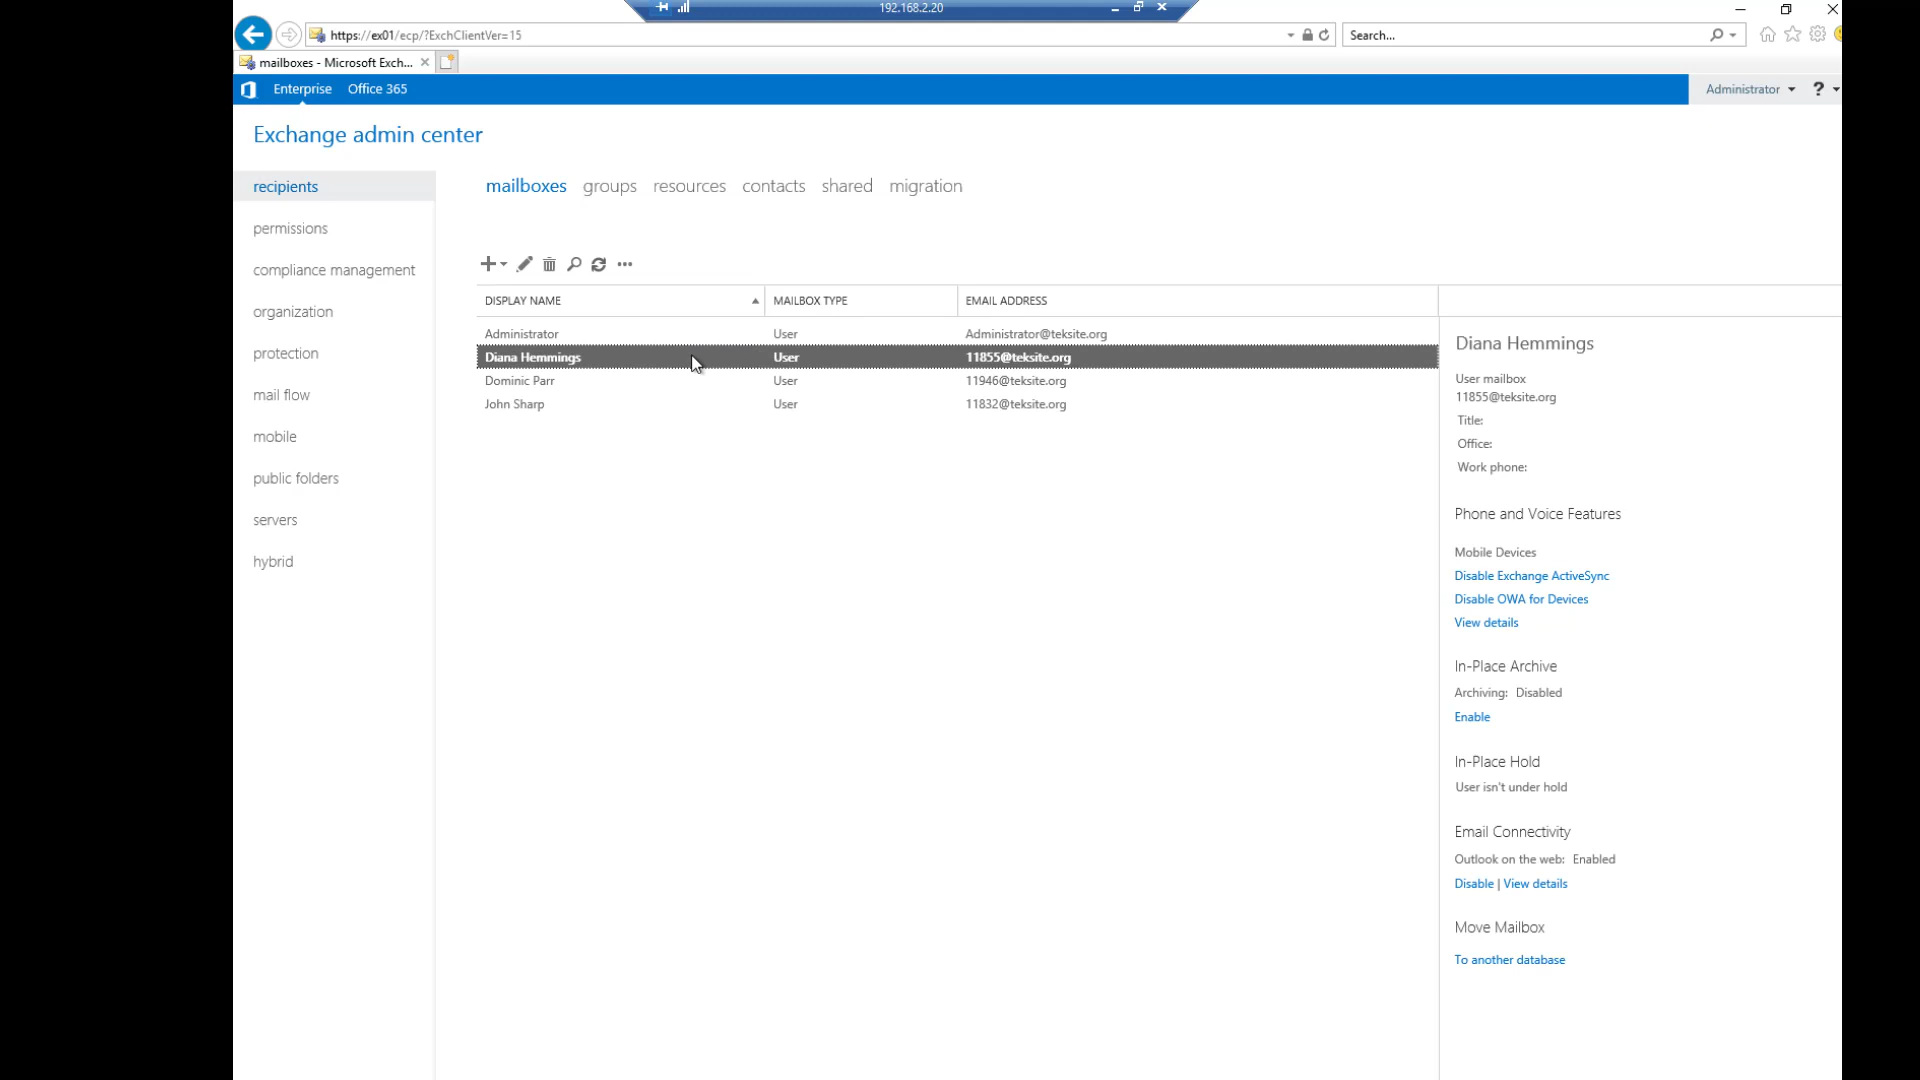 192.168.2.20
https://ex01/ecp/?ExchClientVer=15
Search...
mailboxes - Microsoft Exch...
Enterprise Office 365
Administrator ?
Exchange admin center
recipients
permissions
compliance management
organization
protection
mail flow
mobile
public folders
servers
hybrid
mailboxes groups resources contacts shared migration
DISPLAY NAME MAILBOX TYPE EMAIL ADDRESS
Administrator User Administrator@teksite.org
Diana Hemmings User 11855@teksite.org
Dominic Parr User 11946@teksite.org
John Sharp User 11832@teksite.org
Diana Hemmings
User mailbox
11855@teksite.org
Title:
Office:
Work phone:
Phone and Voice Features
Mobile Devices
Disable Exchange ActiveSync
Disable OWA for Devices
View details
In-Place Archive
Archiving: Disabled
Enable
In-Place Hold
User isn't under hold
Email Connectivity
Outlook on the web: Enabled
Disable | View details
Move Mailbox
To another database